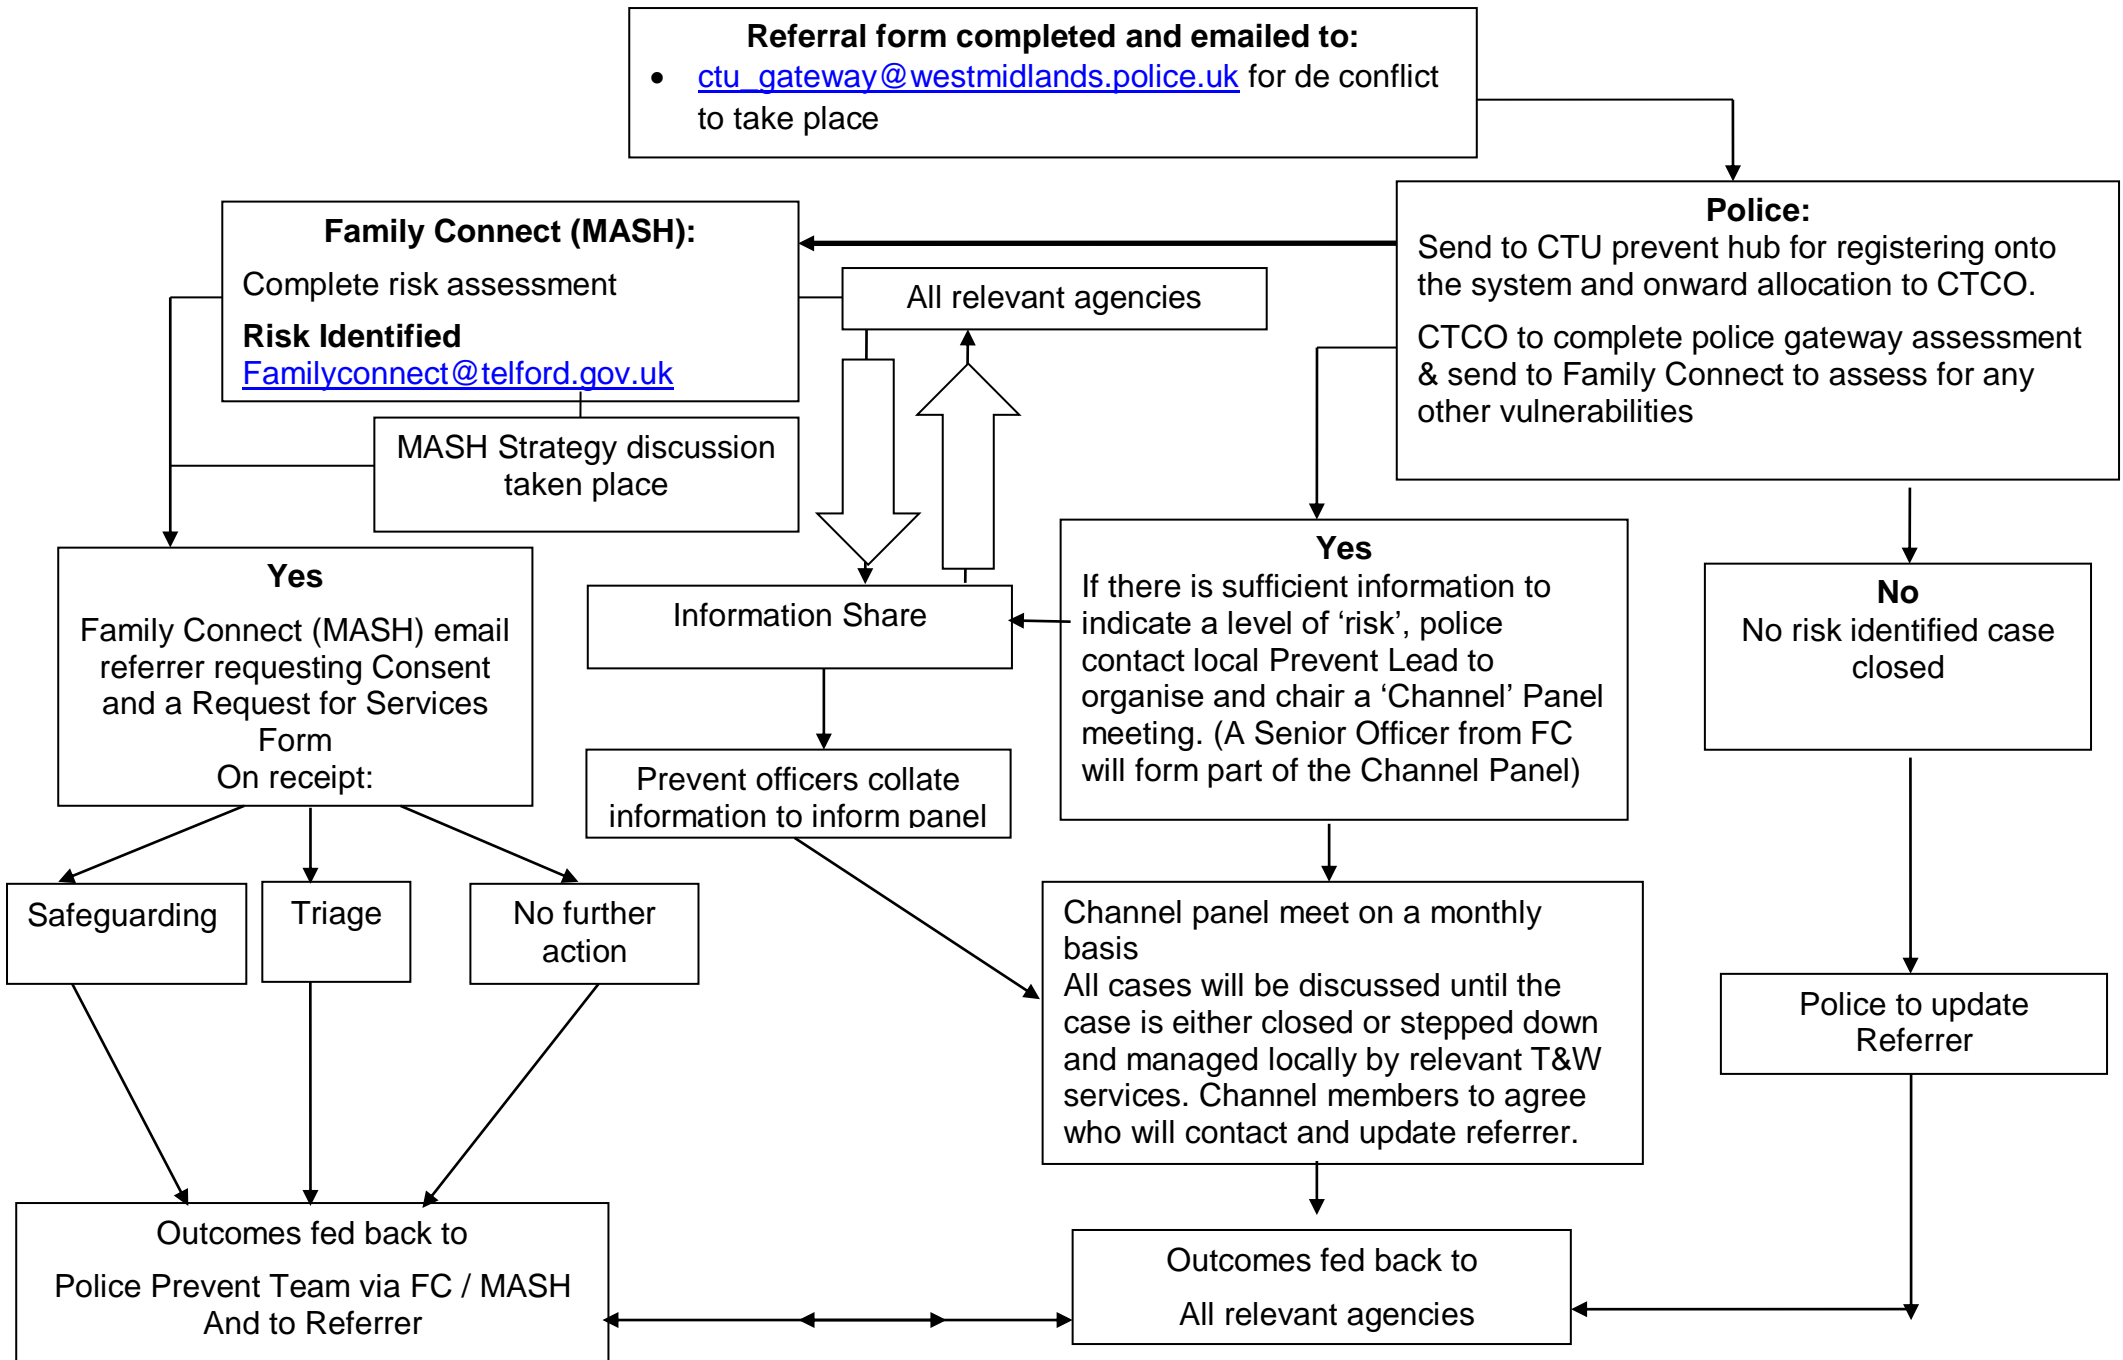 Referral form completed and emailed to:
• ctu_gateway@westmidlands.police.uk for de conflict
to take place
Family Connect (MASH):
Complete risk assessment
Risk Identified
Familyconnect@telford.gov.uk
All relevant agencies
Police:
Send to CTU prevent hub for registering onto
the system and onward allocation to CTCO.
CTCO to complete police gateway assessment
& send to Family Connect to assess for any
other vulnerabilities
MASH Strategy discussion
taken place
Yes
Family Connect (MASH) email
referrer requesting Consent
and a Request for Services
Form
On receipt:
Information Share
Yes
If there is sufficient information to
indicate a level of ‘risk’, police
contact local Prevent Lead to
organise and chair a ‘Channel’ Panel
meeting. (A Senior Officer from FC
will form part of the Channel Panel)
No
No risk identified case
closed
Prevent officers collate
information to inform panel
Safeguarding
Triage
No further
action
Channel panel meet on a monthly
basis
All cases will be discussed until the
case is either closed or stepped down
and managed locally by relevant T&W
services. Channel members to agree
who will contact and update referrer.
Police to update
Referrer
Outcomes fed back to
Police Prevent Team via FC / MASH
And to Referrer
Outcomes fed back to
All relevant agencies